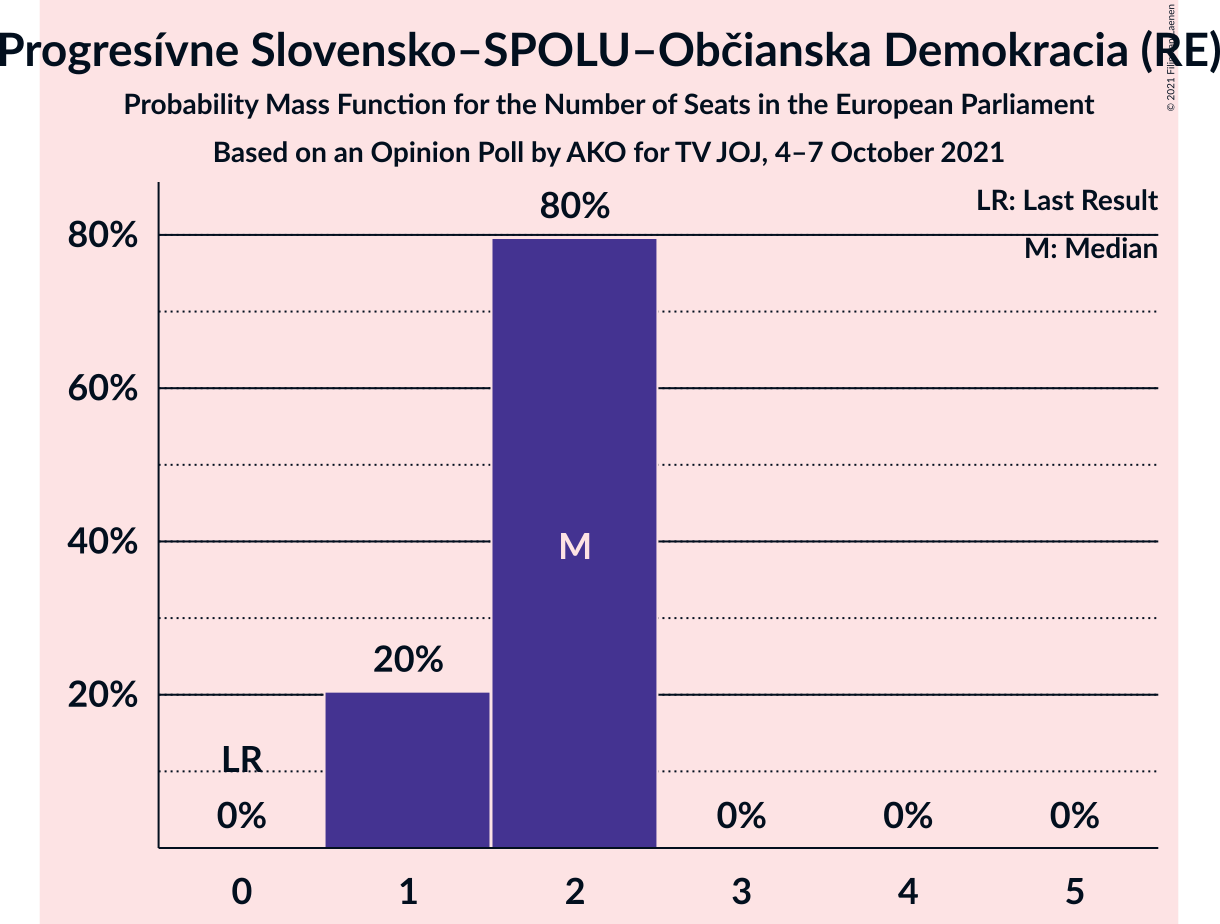 Progresívne Slovensko–SPOLU–Občianska Demokracia (RE)
Probability Mass Function for the Number of Seats in the European Parliament
Based on an Opinion Poll by AKO for TV JOJ, 4–7 October 2021
© 2021
LR: Last Result
M: Median
80%
80%
60%
40%
M
20%
20%
LR
0%
0%
0%
0%
0
1
2
3
4
5